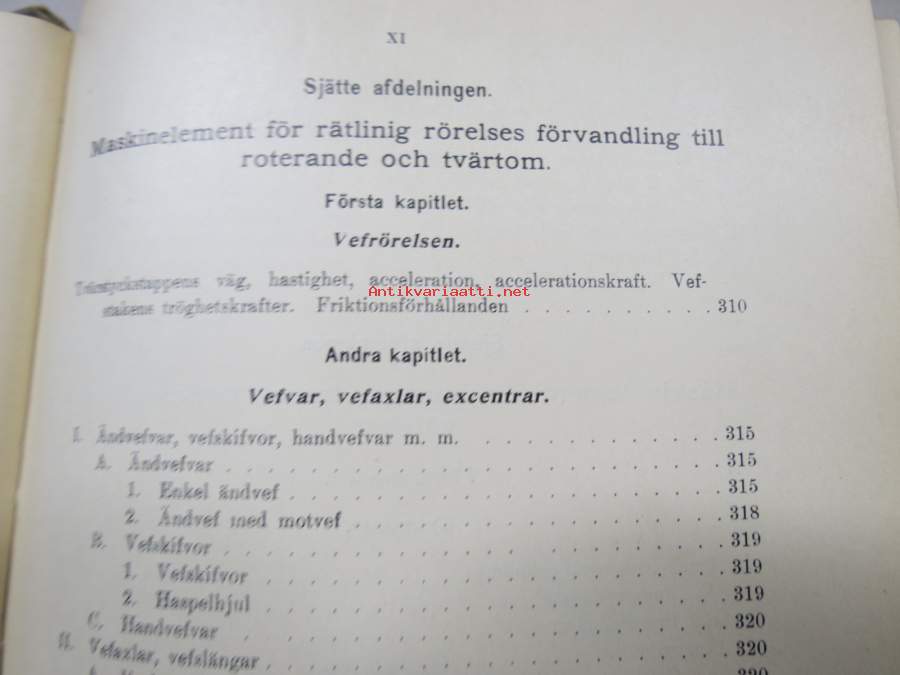 XI
Sjätte afdelningen.
Maskinelement för rätlinig rörelses förvandling till
roterande och tvärtom.
Första kapitlet.
Vefrörelsen.
väg, hastighet, acceleration, accelerationskraft. Vef-
stakens tröghetskrafter. Friktionsförhållanden . . . . . . . . . . 310
Antikvariaatti.net
Andra kapitlet.
Vefvar, vefaxlar, excentrar.
I. Ändvefvar, vefskifvor, handvefvar m. m. . . . . . . . . . . 315
A. Ändvefvar . . . . . . . . . . . . . . . . . . . 315
1. Enkel ändvef . . . . . . . . . . . . . . . . . 315
2. Ändvef med motvef . . . . . . . . . . . . . . . 318
B. Vefskifvor . . . . . . . . . . . . . . . . . . . 319
1. Vefskifvor . . . . . . . . . . . . . . . . . . 319
2. Haspelhjul . . . . . . . . . . . . . . . . . . 319
C. Handvefvar . . . . . . . . . . . . . . . . . . . 320
II. Vefaxlar, vefslängar . . . . . . . . . . . . . . . . . 320